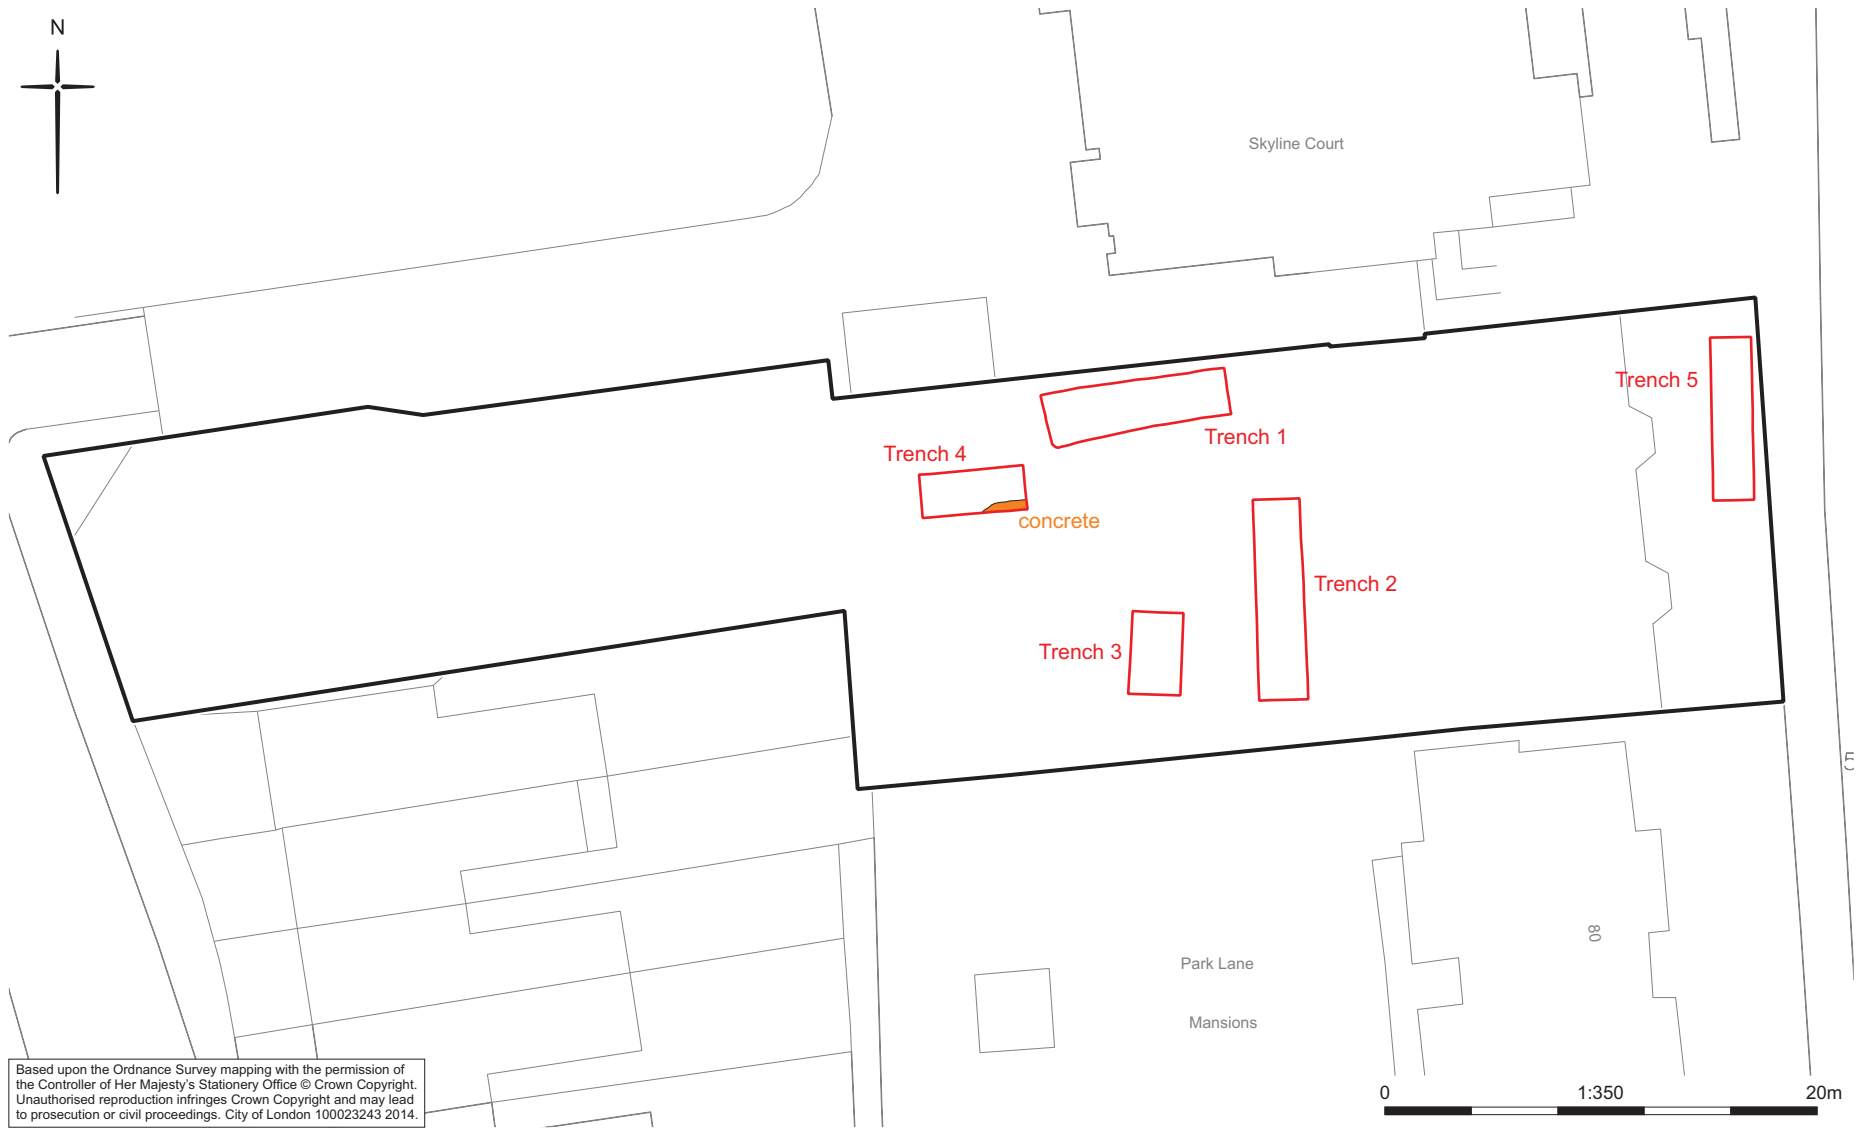 N
Skyline Court
Trench 5
Trench 1
Trench 4
concrete
Trench 2
Trench 3
5
80
Park Lane
Mansions
Based upon the Ordnance Survey mapping with the permission of
the Controller of Her Majesty's Stationery Office © Crown Copyright.
Unauthorised reproduction infringes Crown Copyright and may lead
to prosecution or civil proceedings. City of London 100023243 2014.
0 1:350 20m